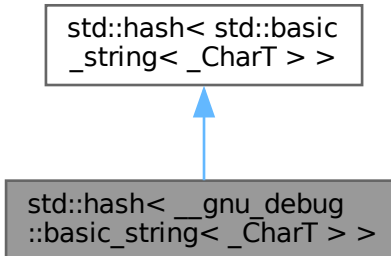 std::hash< std::basic
_string< _CharT > >
std::hash< __gnu_debug
::basic_string< _CharT > >